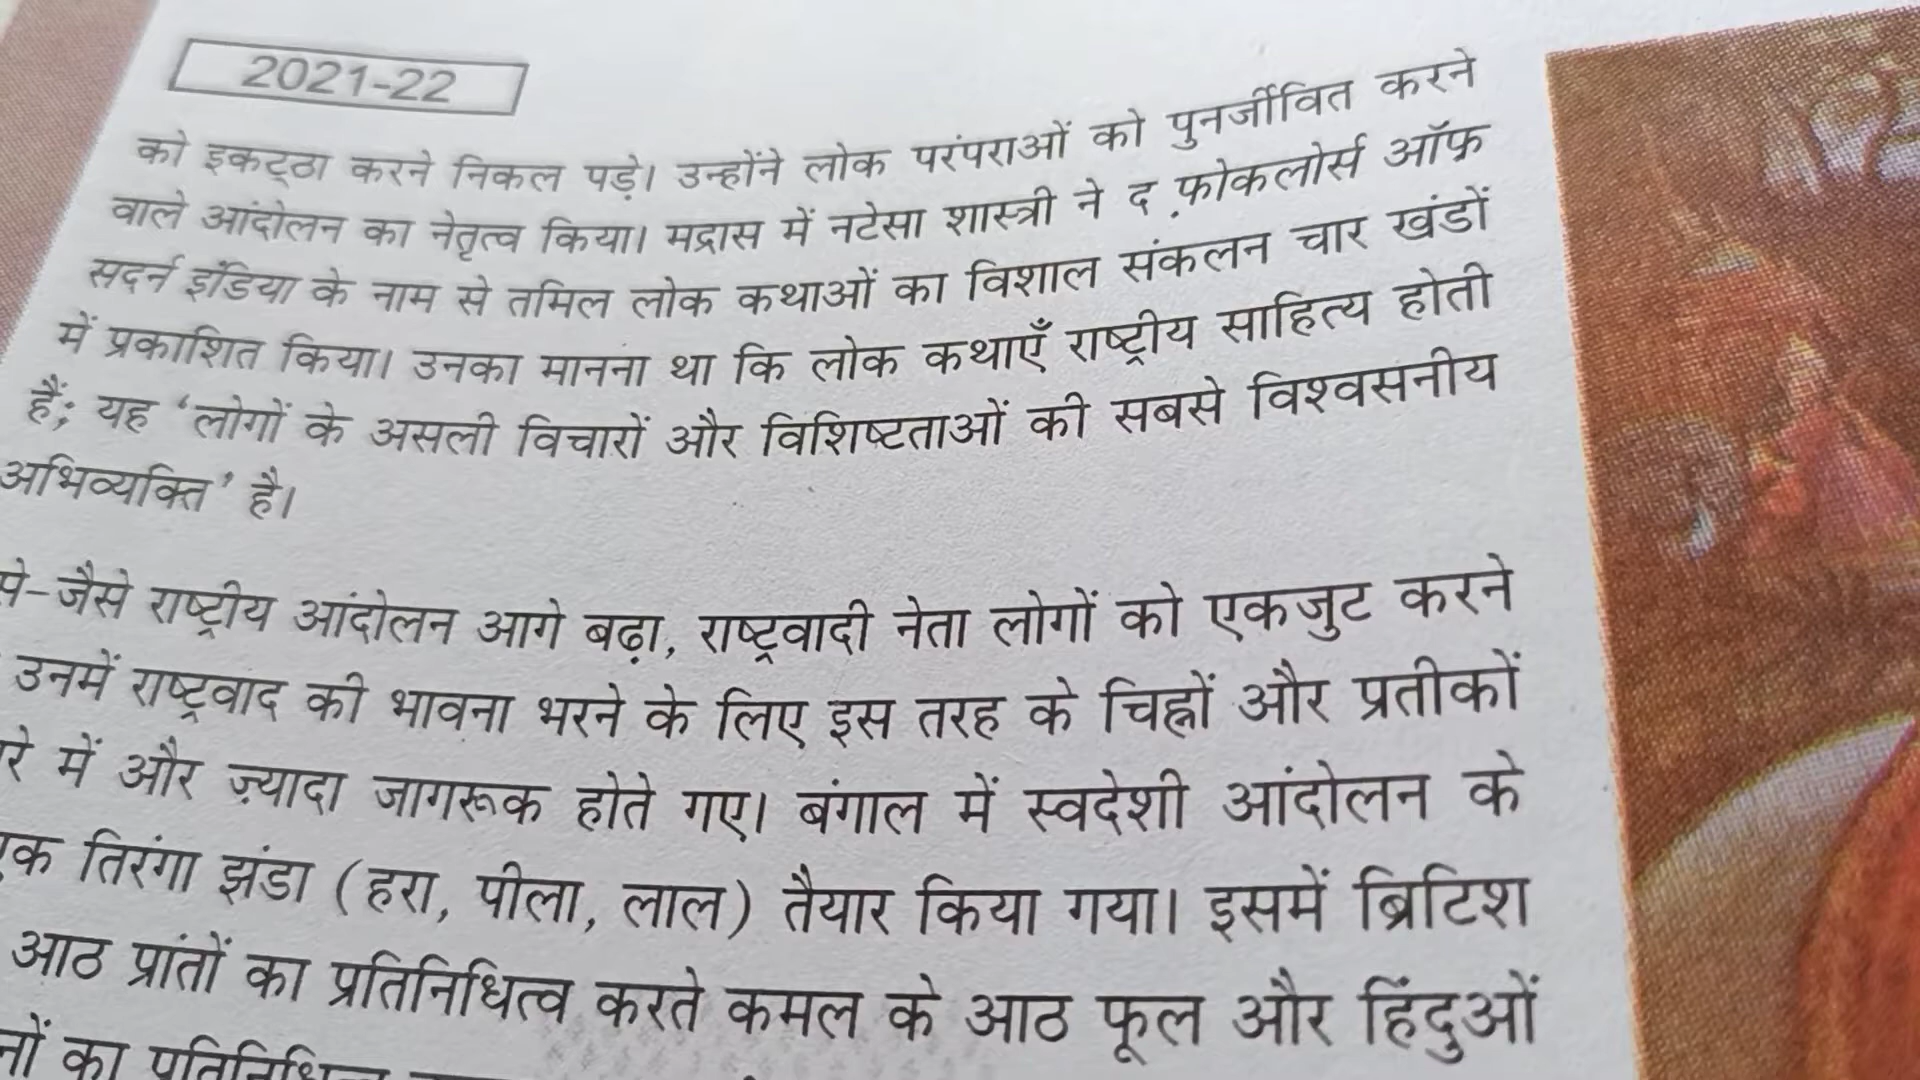 2021-22
को इकट्ठा करने निकल पड़े। उन्होंने लोक परंपराओं को पुनर्जीवित करने
वाले आंदोलन का नेतृत्व किया। मद्रास में नटेसा शास्त्री ने द फ़ोकलोर्स ऑफ़
सदर्न इंडिया के नाम से तमिल लोक कथाओं का विशाल संकलन चार खंडों
में प्रकाशित किया। उनका मानना था कि लोक कथाएँ राष्ट्रीय साहित्य होती
हैं; यह ‘लोगों के असली विचारों और विशिष्टताओं की सबसे विश्वसनीय
अभिव्यक्ति’ है।
-जैसे राष्ट्रीय आंदोलन आगे बढ़ा, राष्ट्रवादी नेता लोगों को एकजुट करने
उनमें राष्ट्रवाद की भावना भरने के लिए इस तरह के चिह्नों और प्रतीकों
में और ज़्यादा जागरूक होते गए। बंगाल में स्वदेशी आंदोलन के
तिरंगा झंडा (हरा, पीला, लाल) तैयार किया गया। इसमें ब्रिटिश
आठ प्रांतों का प्रतिनिधित्व करते कमल के आठ फूल और हिंदुओं
का